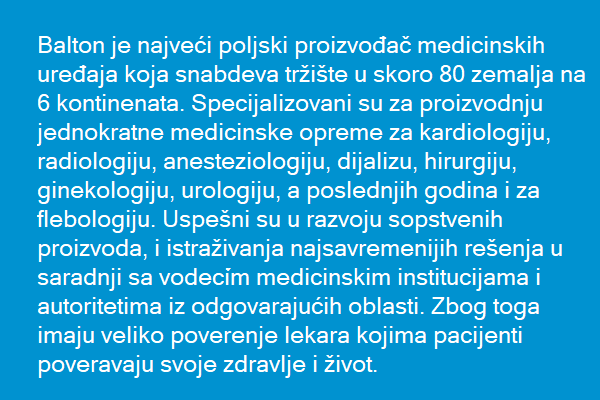 Balton je najveći poljski proizvođač medicinskih
uređaja koja snabdeva tržište u skoro 80 zemalja na
6 kontinenata. Specijalizovani su za proizvodnju
jednokratne medicinske opreme za kardiologiju,
radiologiju, anesteziologiju, dijalizu, hirurgiju,
ginekologiju, urologiju, a poslednjih godina i za
flebologiju. Uspešni su u razvoju sopstvenih
proizvoda, i istraživanja najsavremenijih rešenja u
saradnji sa vodecím medicinskim institucijama i
autoritetima iz odgovarajućih oblasti. Zbog toga
imaju veliko poverenje lekara kojima pacijenti
poveravaju svoje zdravlje i život.